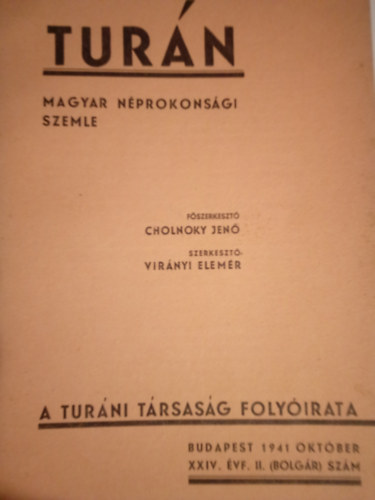 TURÁN
MAGYAR NÉPROKONSÁGI
SZEMLE
FŐSZERKESZTŐ
CHOLNOKY JENŐ
SZERKESZTŐ
VIRÁNYI ELEMÉR
A TURÁNI TÁRSASÁG FOLYÓIRATA
BUDAPEST 1941 OKTÓBER
XXIV. ÉVF. II. (BOLGÁR) SZÁM